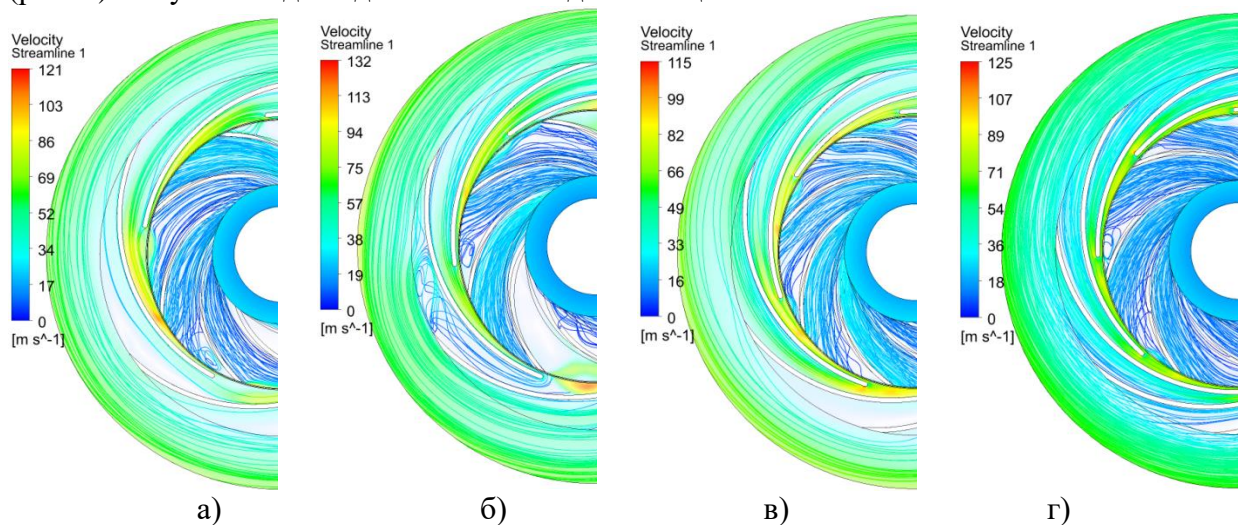 Velocity
Streamline 1
121
103
86
69
52
34
17
0
[m s^-1]
а)
Velocity
Streamline 1
132
113
94
75
57
38
19
0
[m s^-1]
б)
Velocity
Streamline 1
115
99
82
66
49
33
16
0
[m s^-1]
в)
Velocity
Streamline 1
125
107
89
71
54
36
18
0
[m s^-1]
г)